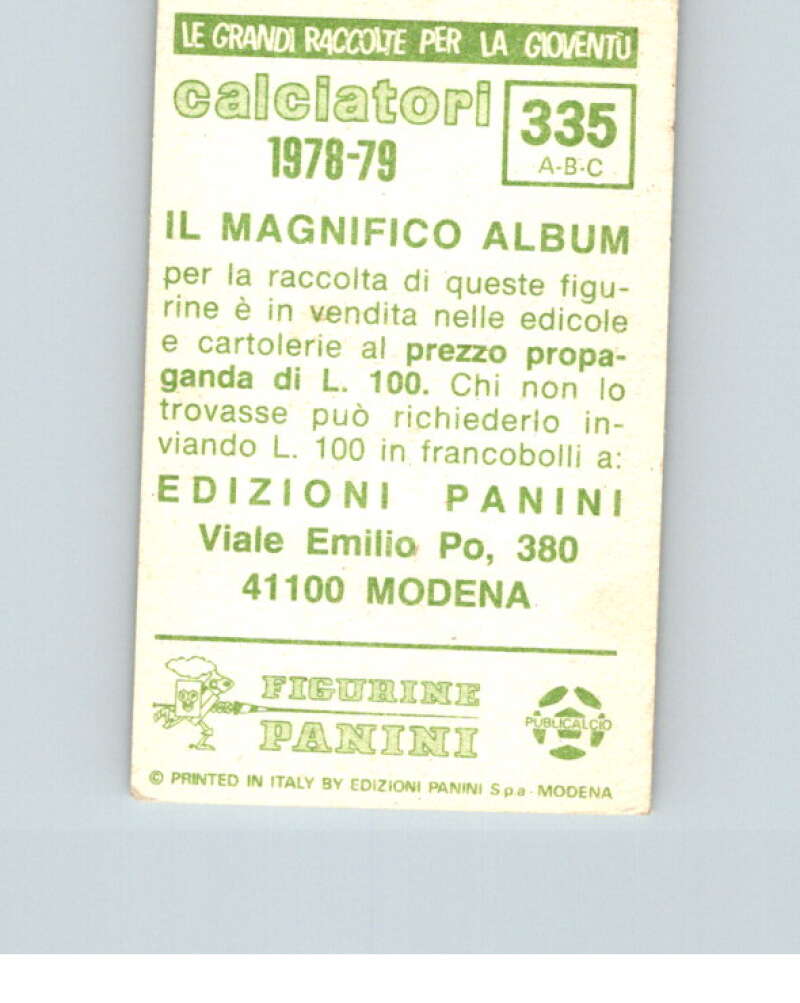 LE GRANDI RACCOLTE PER LA GIOVENTÙ
calciatori
1978-79
335
A-B-C
IL MAGNIFICO ALBUM
per la raccolta di queste figu-
rine è in vendita nelle edicole
e cartolerie al prezzo propa-
ganda di L. 100. Chi non lo
trovasse può richiederlo in-
viando L. 100 in francobolli a:
EDIZIONI PANINI
Viale Emilio Po, 380
41100 MODENA
FIGURINE
PANINI
PUBLICALCIO
© PRINTED IN ITALY BY EDIZIONI PANINI S.p.a - MODENA